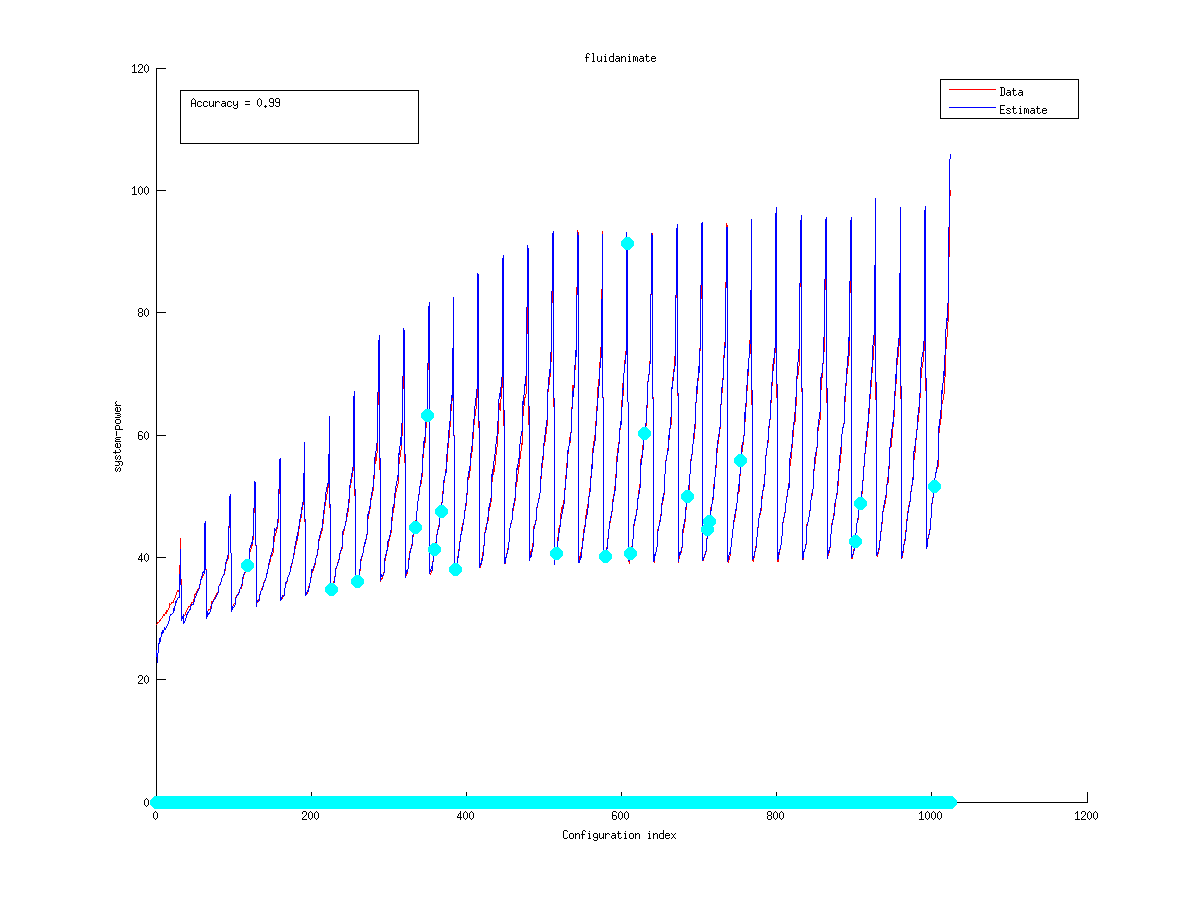 fluidanimate
Accuracy = 0.99
Data
Estimate
120
100
80
60
40
20
0
system-power
0 200 400 600 800 1000 1200
Configuration index